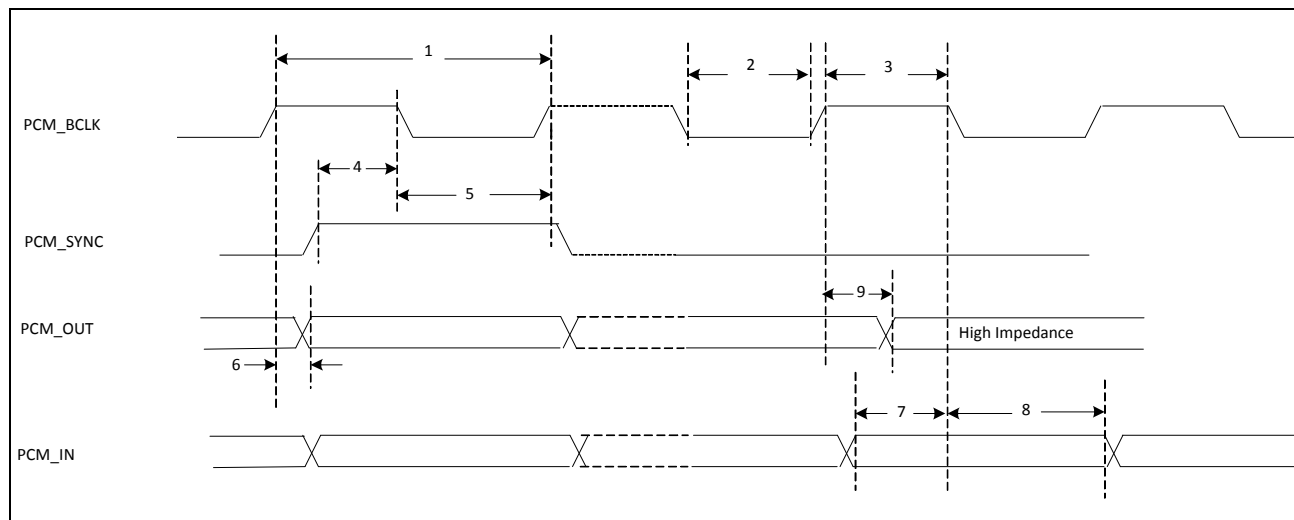 1
2
3
PCM_BCLK
4
5
PCM_SYNC
9
PCM_OUT
High Impedance
6
7
8
PCM_IN